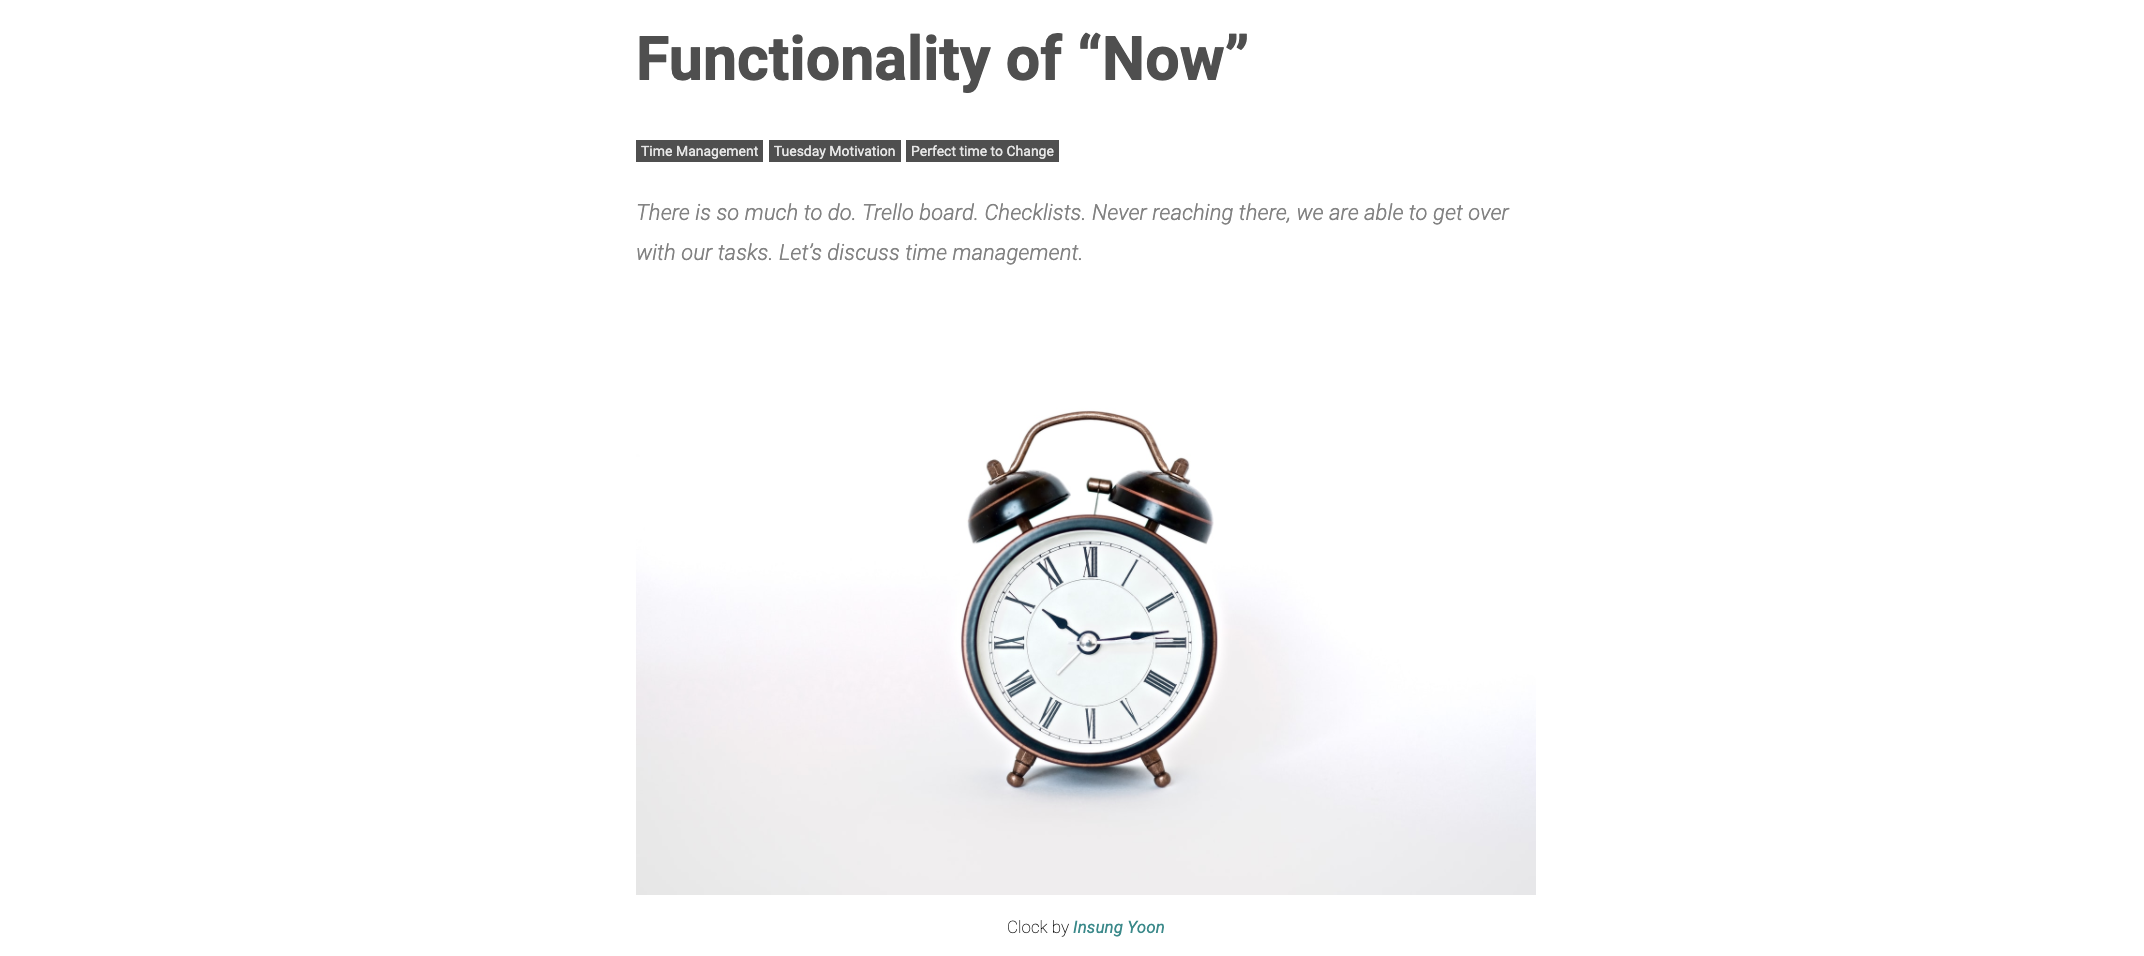 Functionality of “Now”
Time Management Tuesday Motivation Perfect time to Change
There is so much to do. Trello board. Checklists. Never reaching there, we are able to get over
with our tasks. Let’s discuss time management.
XII
I
II
III
IIII
V
VI
VII
VIII
IX
X
XI
Clock by Insung Yoon